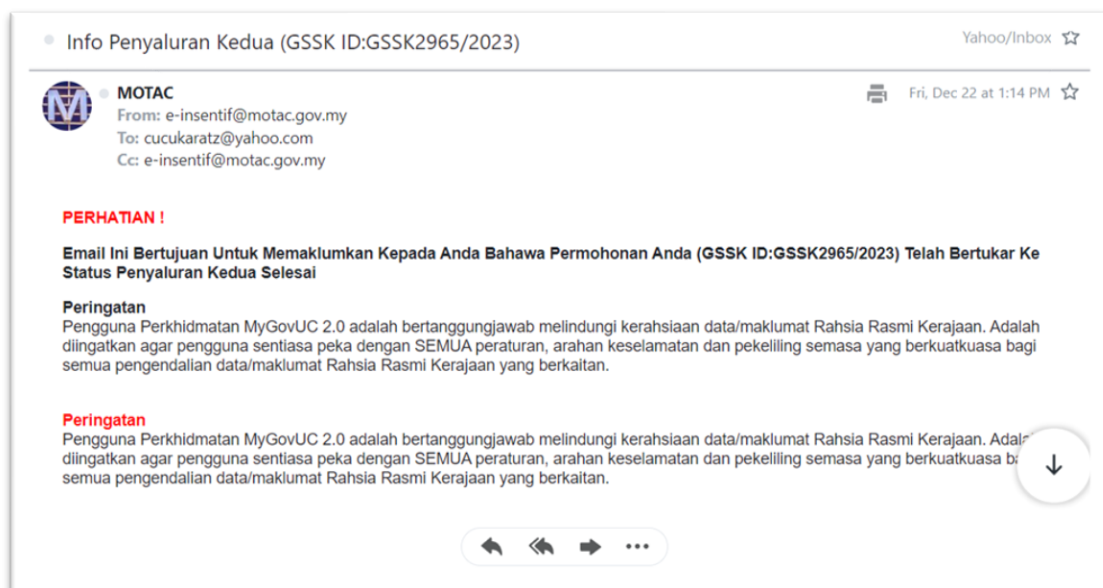 Info Penyaluran Kedua (GSSK ID:GSSK2965/2023)
Yahoo/Inbox
M
MOTAC
Fri, Dec 22 at 1:14 PM
From: e-insentif@motac.gov.my
To: cucukaratz@yahoo.com
Cc: e-insentif@motac.gov.my
PERHATIAN !
Email Ini Bertujuan Untuk Memaklumkan Kepada Anda Bahawa Permohonan Anda (GSSK ID:GSSK2965/2023) Telah Bertukar Ke
Status Penyaluran Kedua Selesai
Peringatan
Pengguna Perkhidmatan MyGovUC 2.0 adalah bertanggungjawab melindungi kerahsiaan data/maklumat Rahsia Rasmi Kerajaan. Adalah
diingatkan agar pengguna sentiasa peka dengan SEMUA peraturan, arahan keselamatan dan pekeliling semasa yang berkuatkuasa bagi
semua pengendalian data/maklumat Rahsia Rasmi Kerajaan yang berkaitan.
Peringatan
Pengguna Perkhidmatan MyGovUC 2.0 adalah bertanggungjawab melindungi kerahsiaan data/maklumat Rahsia Rasmi Kerajaan.
diingatkan agar pengguna sentiasa peka dengan SEMUA peraturan, arahan keselamatan dan pekeliling semasa yang berkuatkuasa
semua pengendalian data/maklumat Rahsia Rasmi Kerajaan yang berkaitan.